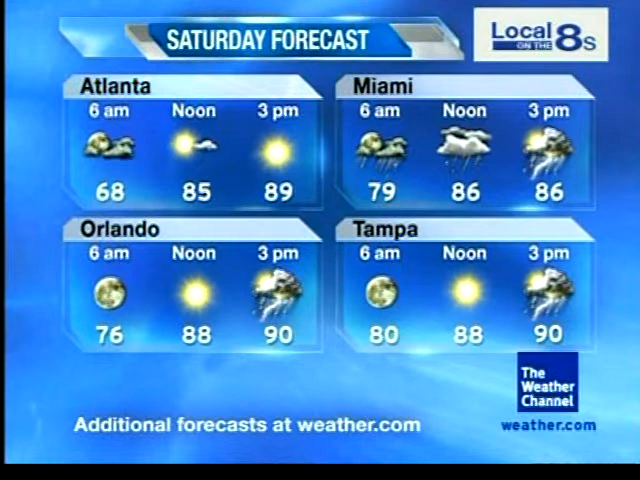 SATURDAY FORECAST
Local
ON THE 8s
Atlanta
6 am Noon 3 pm
68 85 89
Miami
6 am Noon 3 pm
79 86 86
Orlando
6 am Noon 3 pm
76 88 90
Tampa
6 am Noon 3 pm
80 88 90
The
Weather
Channel
Additional forecasts at weather.com
weather.com